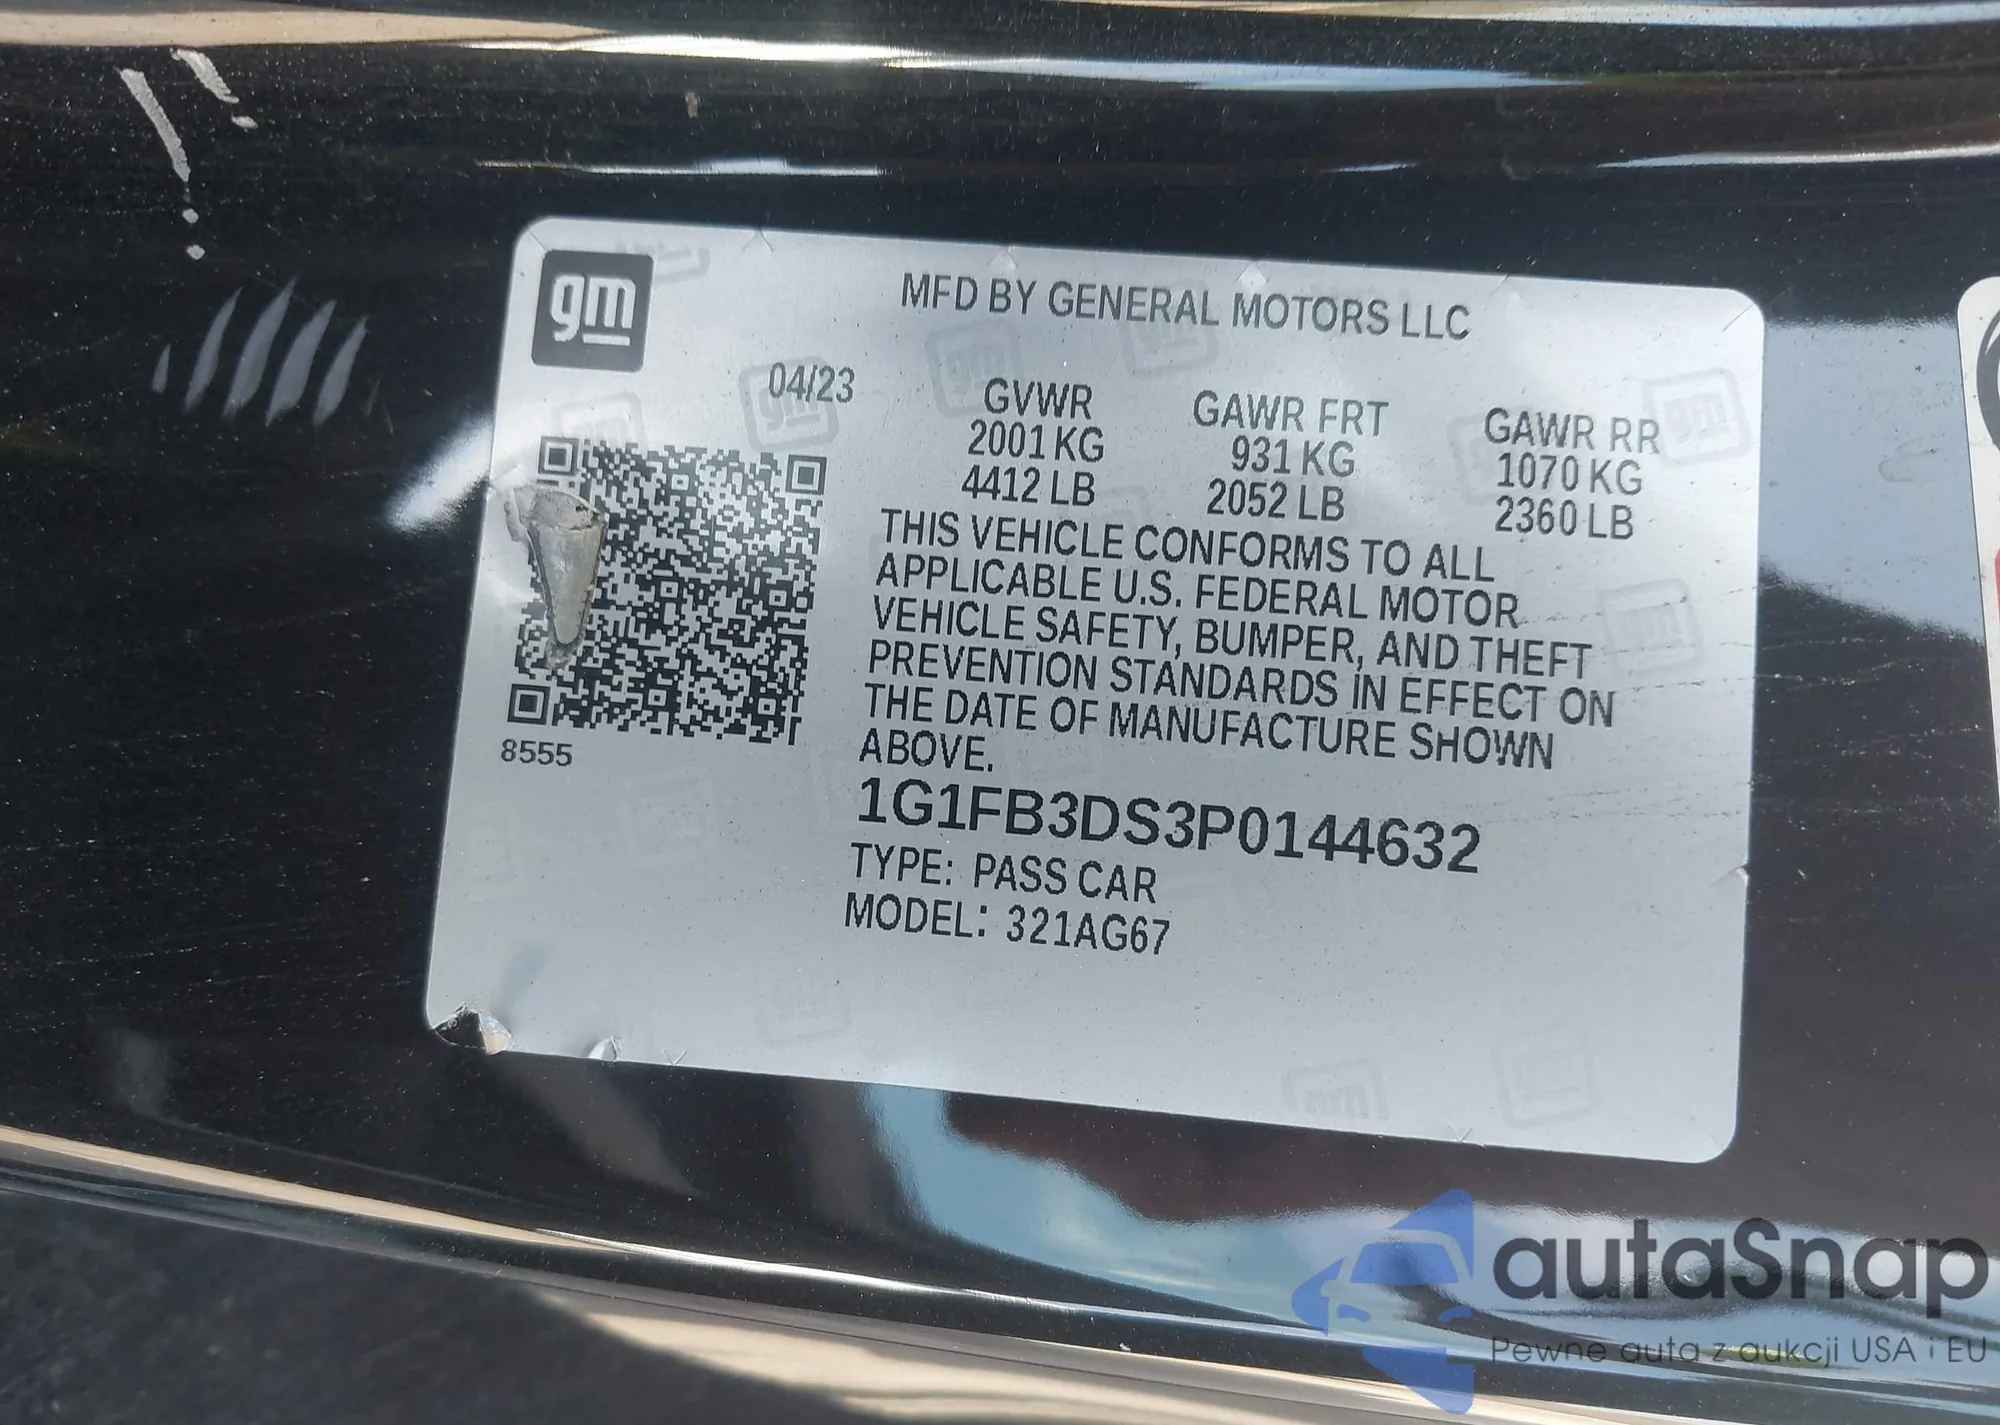 gm
MFD BY GENERAL MOTORS LLC
04/23
GVWR
2001 KG
4412 LB
GAWR FRT
931 KG
2052 LB
GAWR RR
1070 KG
2360 LB
THIS VEHICLE CONFORMS TO ALL
APPLICABLE U.S. FEDERAL MOTOR
VEHICLE SAFETY, BUMPER, AND THEFT
PREVENTION STANDARDS IN EFFECT ON
THE DATE OF MANUFACTURE SHOWN
ABOVE.
8555
1G1FB3DS3P0144632
TYPE: PASS CAR
MODEL: 321AG67
autaSnap
Pewne auta z aukcji USA i EU